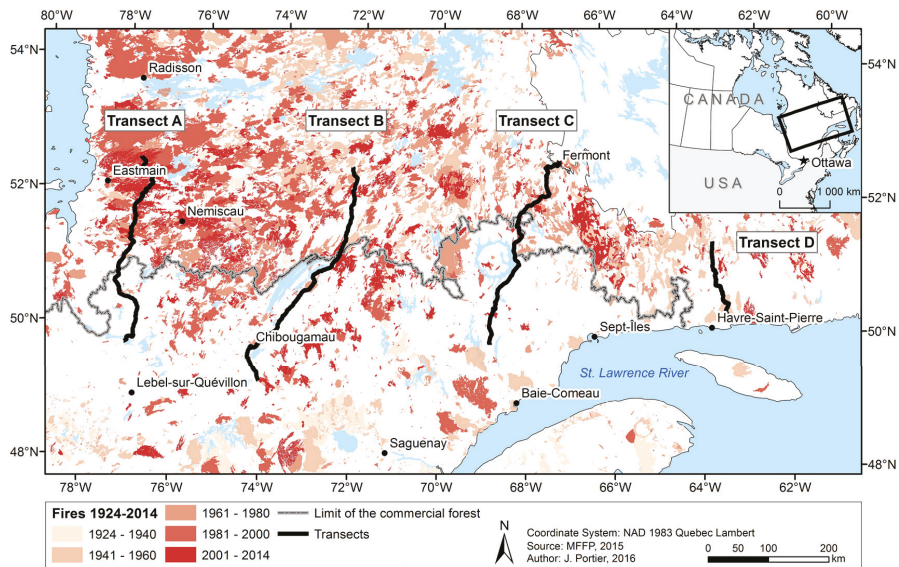 80°W 78°W 76°W 74°W 72°W 70°W 68°W 66°W 64°W 62°W 60°W
54°N
54°N
Radisson
CANADA
Transect A
Transect B
Transect C
Fermont
Ottawa
USA
0 1 000 km
Eastmain
52°N
52°N
Nemiscau
Transect D
50°N
50°N
Havre-Saint-Pierre
Sept-Iles
Chibougamau
St. Lawrence River
Lebel-sur-Quévillon
Baie-Comeau
Saguenay
48°N
48°N
78°W 76°W 74°W 72°W 70°W 68°W 66°W 64°W 62°W
Fires 1924-2014
1924 - 1940
1941 - 1960
1961 - 1980
1981 - 2000
2001 - 2014
Limit of the commercial forest
Transects
N
Coordinate System: NAD 1983 Quebec Lambert
Source: MFFP, 2015
Author: J. Portier, 2016
0 50 100 200
km